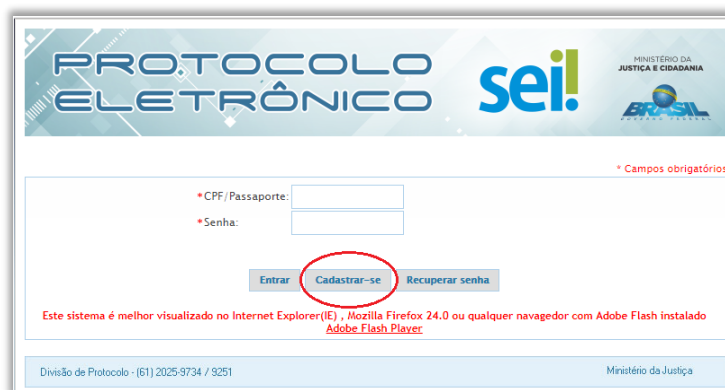 PROTOCOLO
ELETRÔNICO
sei!
MINISTÉRIO DA
JUSTIÇA E CIDADANIA
BRASIL
GOVERNO FEDERAL
* Campos obrigatórios
*CPF/Passaporte:
*Senha:
Entrar Cadastrar-se Recuperar senha
Este sistema é melhor visualizado no Internet Explorer(IE) , Mozilla Firefox 24.0 ou qualquer navegador com Adobe Flash instalado
Adobe Flash Player
Divisão de Protocolo - (61) 2025-9734 / 9251 Ministério da Justiça